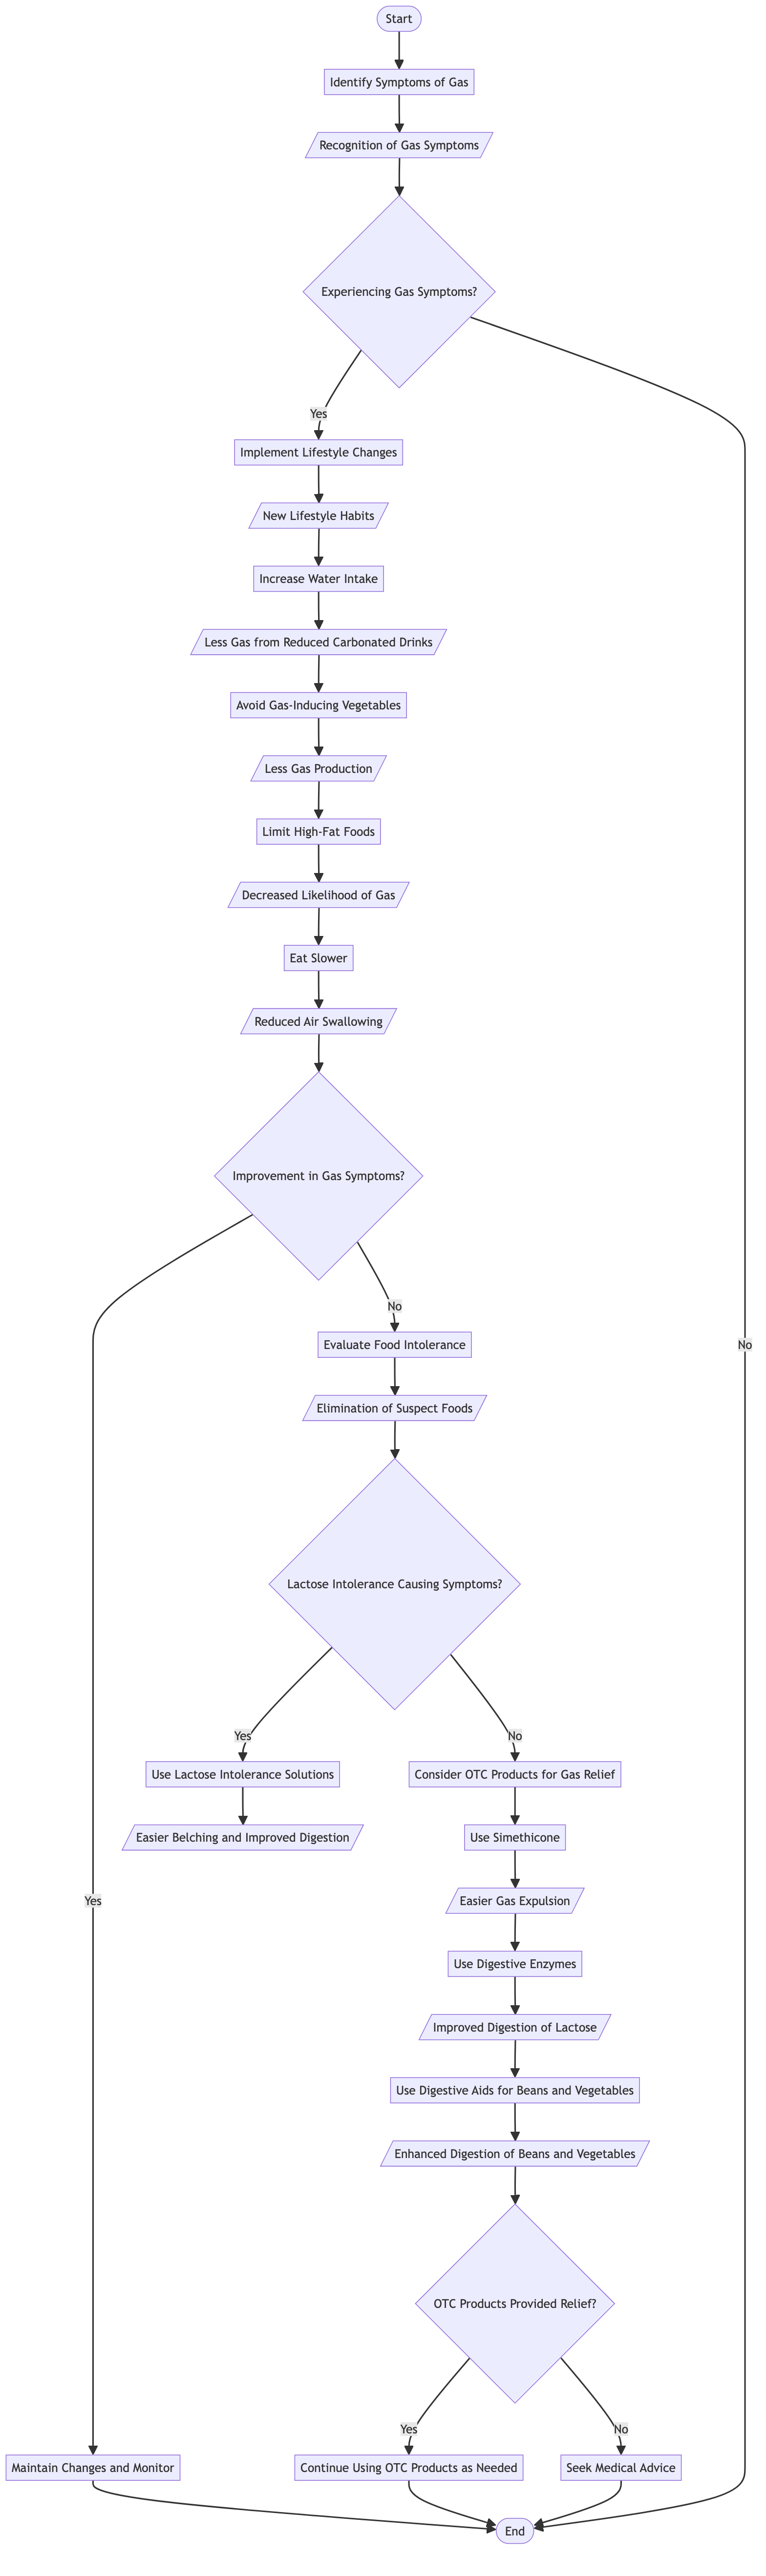 Start
Identify Symptoms of Gas
Recognition of Gas Symptoms
Experiencing Gas Symptoms?
Yes
Implement Lifestyle Changes
New Lifestyle Habits
Increase Water Intake
Less Gas from Reduced Carbonated Drinks
Avoid Gas-Inducing Vegetables
Less Gas Production
Limit High-Fat Foods
Decreased Likelihood of Gas
Eat Slower
Reduced Air Swallowing
Improvement in Gas Symptoms?
No
Evaluate Food Intolerance
No
Elimination of Suspect Foods
Lactose Intolerance Causing Symptoms?
Yes
No
Use Lactose Intolerance Solutions
Consider OTC Products for Gas Relief
Easier Belching and Improved Digestion
Use Simethicone
Yes
Easier Gas Expulsion
Use Digestive Enzymes
Improved Digestion of Lactose
Use Digestive Aids for Beans and Vegetables
Enhanced Digestion of Beans and Vegetables
OTC Products Provided Relief?
Yes
No
Maintain Changes and Monitor
Continue Using OTC Products as Needed
Seek Medical Advice
End